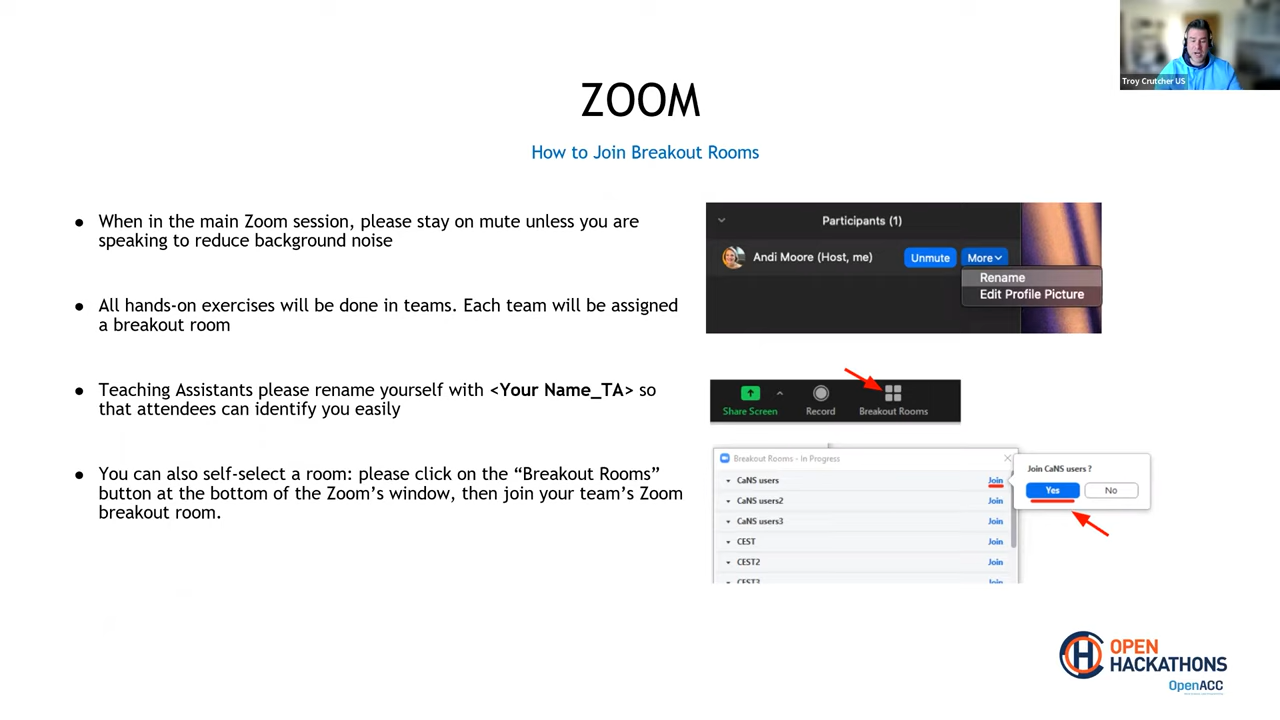 Troy Crutcher US
ZOOM
How to Join Breakout Rooms
● When in the main Zoom session, please stay on mute unless you are
speaking to reduce background noise
● All hands-on exercises will be done in teams. Each team will be assigned
a breakout room
● Teaching Assistants please rename yourself with <Your Name_TA> so
that attendees can identify you easily
● You can also self-select a room: please click on the “Breakout Rooms”
button at the bottom of the Zoom’s window, then join your team’s Zoom
breakout room.
Participants (1)
Andi Moore (Host, me) Unmute More
Rename
Edit Profile Picture
Share Screen Record Breakout Rooms
Breakout Rooms - In Progress
CaNS users Join
CaNS users2 Join
CaNS users3 Join
CEST Join
CEST2 Join
CEST3 Join
Join CaNS users ?
Yes No
OPEN
HACKATHONS
OpenACC